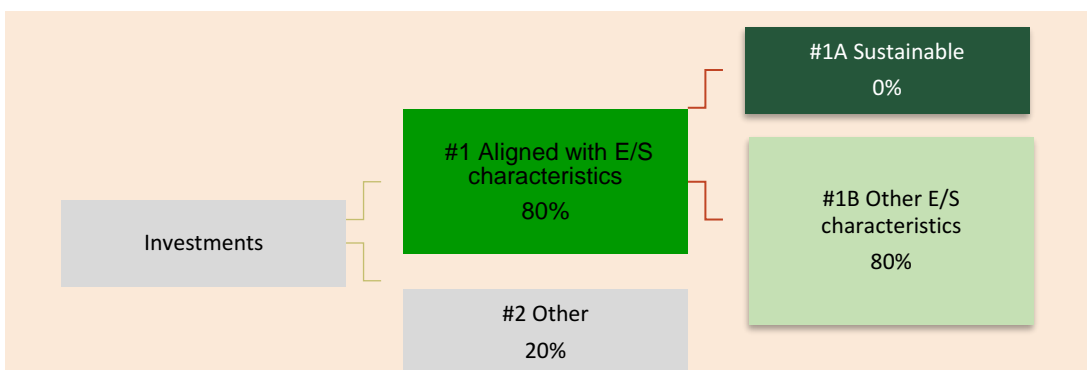 Investments
#1 Aligned with E/S
characteristics
80%
#2 Other
20%
#1A Sustainable
0%
#1B Other E/S
characteristics
80%